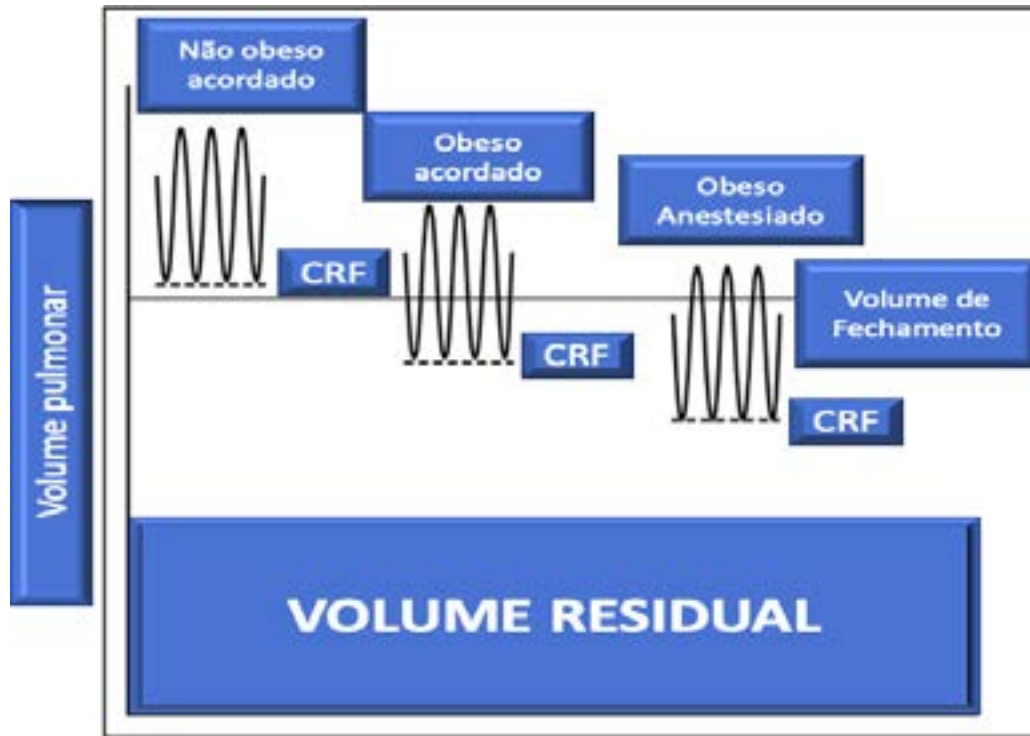 Não obeso
acordado
Obeso
acordado
Obeso
Anestesiado
CRF
Volume de
Fechamento
CRF
CRF
Volume pulmonar
VOLUME RESIDUAL